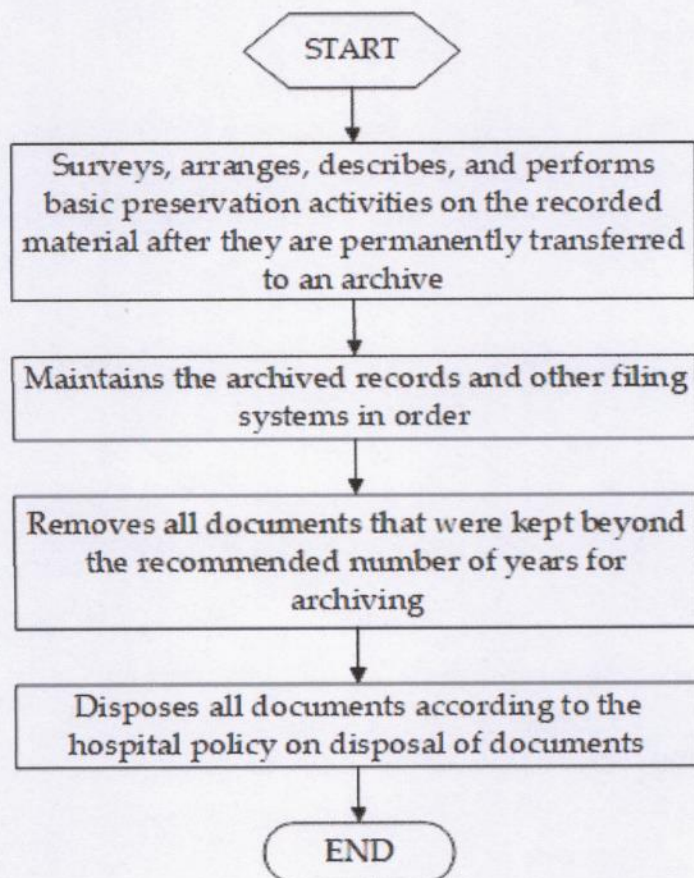 START
Surveys, arranges, describes, and performs
basic preservation activities on the recorded
material after they are permanently transferred
to an archive
Maintains the archived records and other filing
systems in order
Removes all documents that were kept beyond
the recommended number of years for
archiving
Disposes all documents according to the
hospital policy on disposal of documents
END